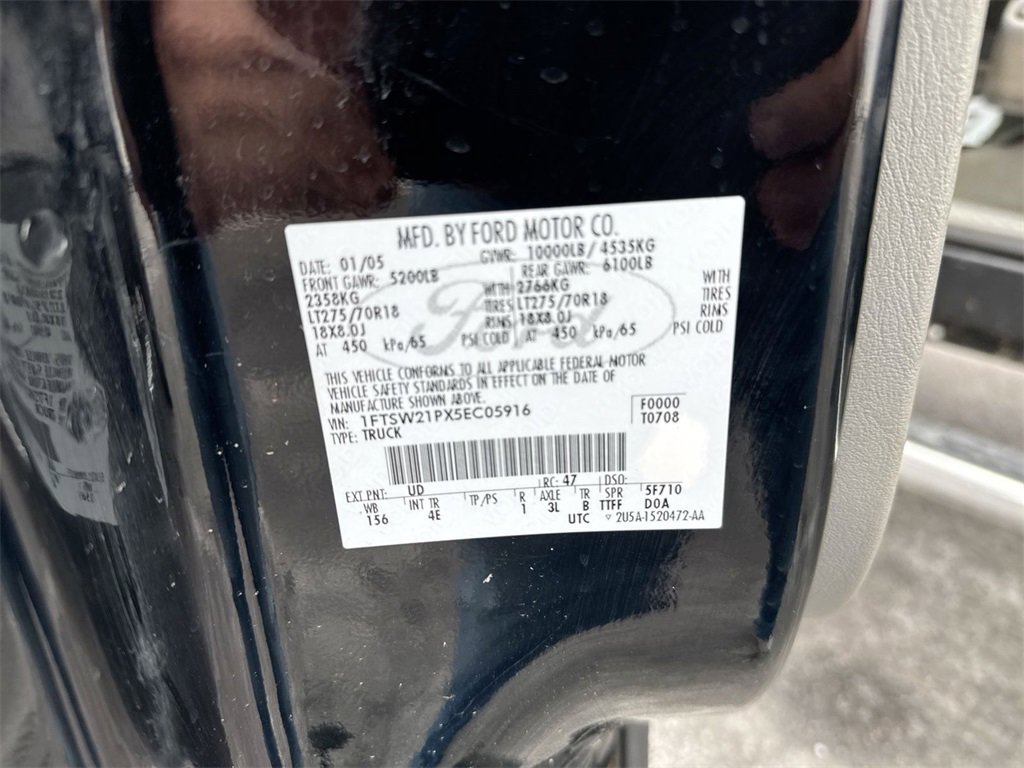 MFD. BY FORD MOTOR CO.
DATE: 01/05 GVWR: 10000LB / 4535KG
FRONT GAWR: 5200LB REAR GAWR: 6100LB
2358KG WITH 2766KG WITH
LT275/70R18 TIRES LT275/70R18 TIRES
18X8.0J RIMS 18X8.0J RIMS
AT 450 kPa/65 PSI COLD AT 450 kPa/65 PSI COLD
Ford
THIS VEHICLE CONFORMS TO ALL APPLICABLE FEDERAL MOTOR
VEHICLE SAFETY STANDARDS IN EFFECT ON THE DATE OF
MANUFACTURE SHOWN ABOVE.
VIN: 1FTSW21PX5EC05916 F0000
TYPE: TRUCK T0708
RC: 47 DSO:
EXT.PNT: UD 5F710
WB INT TR TP/PS R AXLE TR SPR DOA
156 4E 1 3L B TTFF
UTC ▽ 2U5A-1520472-AA